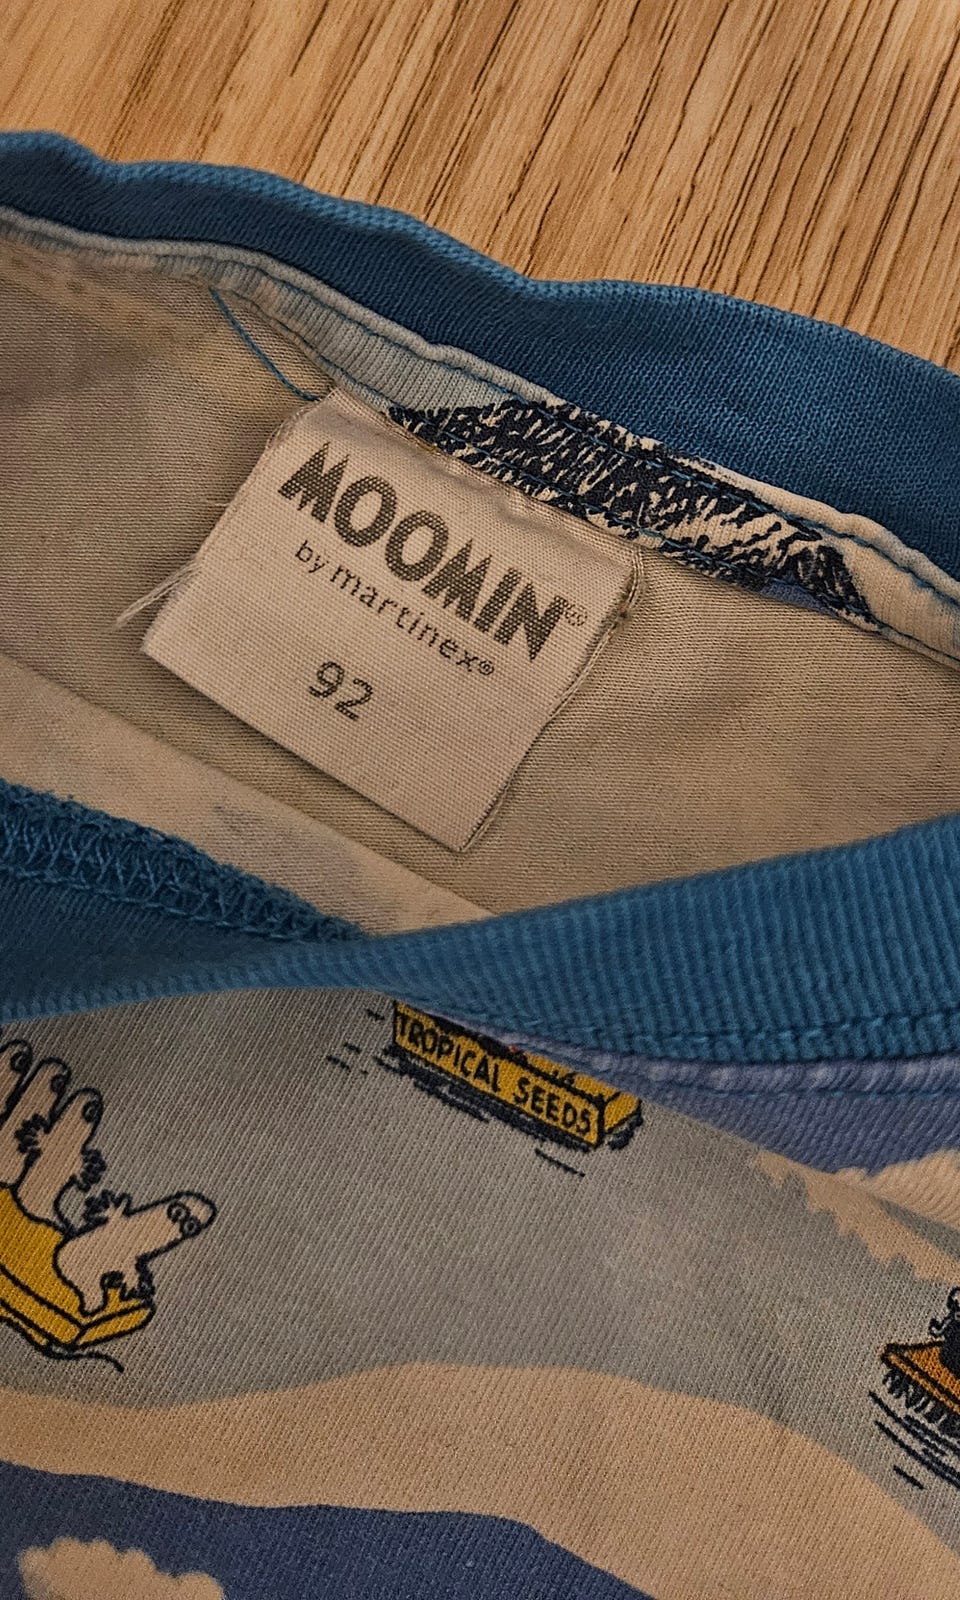 MOOMIN®
by martinex®
92
TROPICAL SEEDS